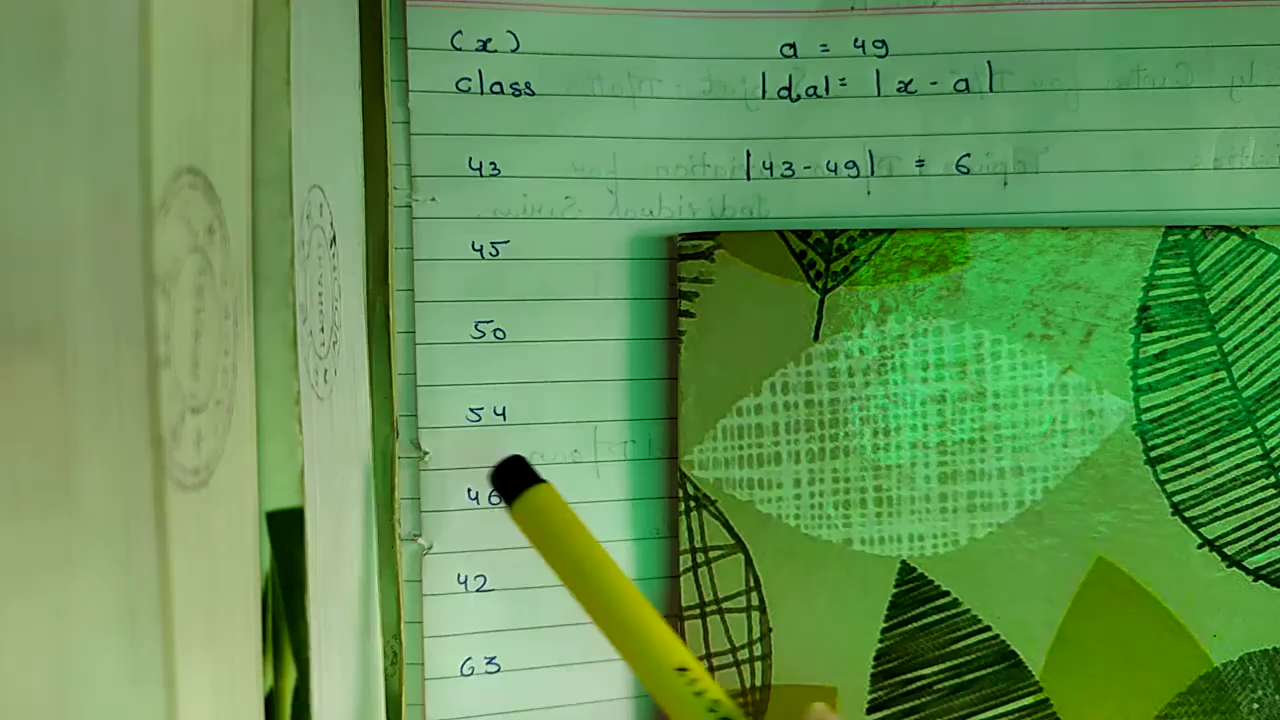 (x) a = 49
class |da| = |x - a|
43 |43 - 49| = 6
45
50
54
46
42
63